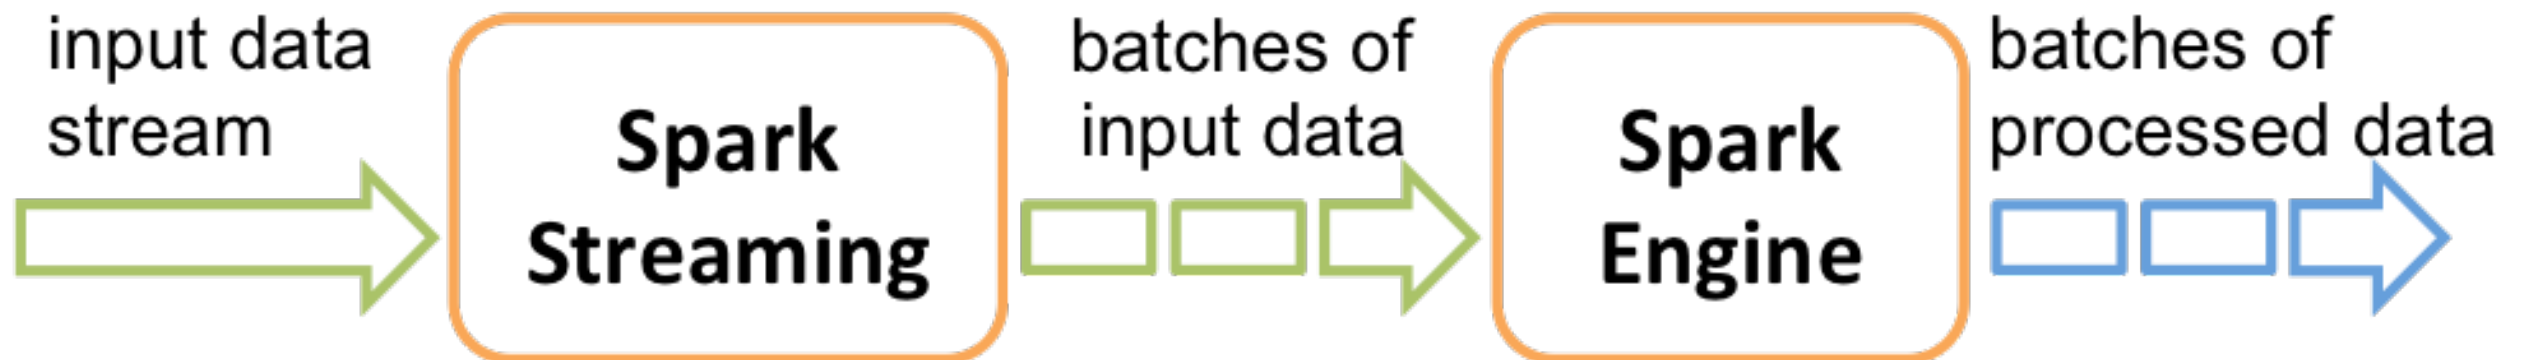 input data
stream
Spark
Streaming
batches of
input data
Spark
Engine
batches of
processed data